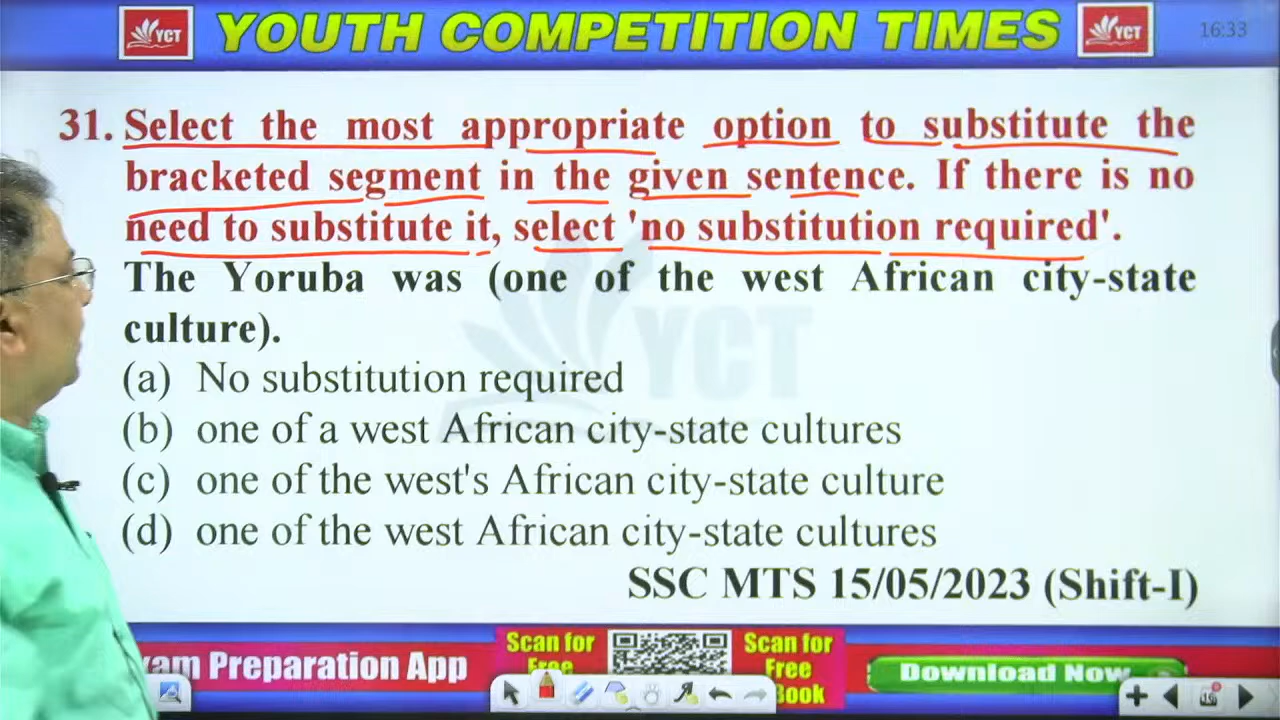 YCT YOUTH COMPETITION TIMES YCT 16:33
31. Select the most appropriate option to substitute the
bracketed segment in the given sentence. If there is no
need to substitute it, select 'no substitution required'.
The Yoruba was (one of the west African city-state
culture).
YCT
(a) No substitution required
(b) one of a west African city-state cultures
(c) one of the west's African city-state culture
(d) one of the west African city-state cultures
SSC MTS 15/05/2023 (Shift-I)
Exam Preparation App
Scan for
Free
Scan for
Free
Book
Download Now